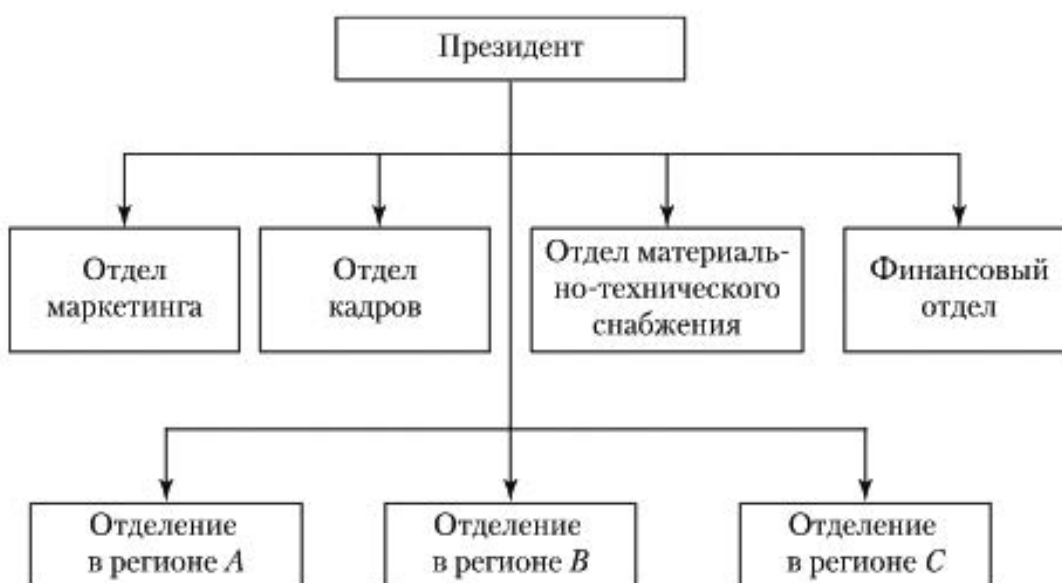 Президент
Отдел
маркетинга
Отдел
кадров
Отдел материаль-
но-технического
снабжения
Финансовый
отдел
Отделение
в регионе A
Отделение
в регионе B
Отделение
в регионе C